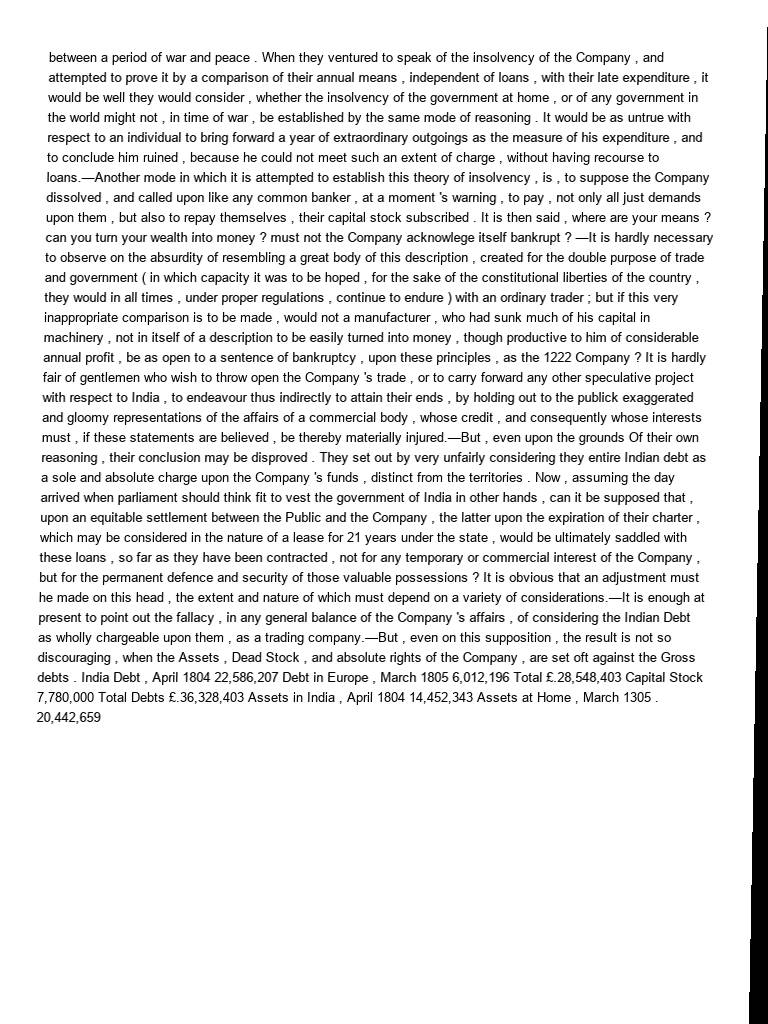 between a period of war and peace . When they ventured to speak of the insolvency of the Company , and
attempted to prove it by a comparison of their annual means , independent of loans , with their late expenditure , it
would be well they would consider , whether the insolvency of the government at home , or of any government in
the world might not , in time of war , be established by the same mode of reasoning . It would be as untrue with
respect to an individual to bring forward a year of extraordinary outgoings as the measure of his expenditure , and
to conclude him ruined , because he could not meet such an extent of charge , without having recourse to
loans.—Another mode in which it is attempted to establish this theory of insolvency , is , to suppose the Company
dissolved , and called upon like any common banker , at a moment 's warning , to pay , not only all just demands
upon them , but also to repay themselves , their capital stock subscribed . It is then said , where are your means ?
can you turn your wealth into money ? must not the Company acknowlege itself bankrupt ? —It is hardly necessary
to observe on the absurdity of resembling a great body of this description , created for the double purpose of trade
and government ( in which capacity it was to be hoped , for the sake of the constitutional liberties of the country ,
they would in all times , under proper regulations , continue to endure ) with an ordinary trader ; but if this very
inappropriate comparison is to be made , would not a manufacturer , who had sunk much of his capital in
machinery , not in itself of a description to be easily turned into money , though productive to him of considerable
annual profit , be as open to a sentence of bankruptcy , upon these principles , as the 1222 Company ? It is hardly
fair of gentlemen who wish to throw open the Company 's trade , or to carry forward any other speculative project
with respect to India , to endeavour thus indirectly to attain their ends , by holding out to the publick exaggerated
and gloomy representations of the affairs of a commercial body , whose credit , and consequently whose interests
must , if these statements are believed , be thereby materially injured.—But , even upon the grounds Of their own
reasoning , their conclusion may be disproved . They set out by very unfairly considering they entire Indian debt as
a sole and absolute charge upon the Company 's funds , distinct from the territories . Now , assuming the day
arrived when parliament should think fit to vest the government of India in other hands , can it be supposed that ,
upon an equitable settlement between the Public and the Company , the latter upon the expiration of their charter ,
which may be considered in the nature of a lease for 21 years under the state , would be ultimately saddled with
these loans , so far as they have been contracted , not for any temporary or commercial interest of the Company ,
but for the permanent defence and security of those valuable possessions ? It is obvious that an adjustment must
he made on this head , the extent and nature of which must depend on a variety of considerations.—It is enough at
present to point out the fallacy , in any general balance of the Company 's affairs , of considering the Indian Debt
as wholly chargeable upon them , as a trading company.—But , even on this supposition , the result is not so
discouraging , when the Assets , Dead Stock , and absolute rights of the Company , are set oft against the Gross
debts . India Debt , April 1804 22,586,207 Debt in Europe , March 1805 6,012,196 Total £.28,548,403 Capital Stock
7,780,000 Total Debts £.36,328,403 Assets in India , April 1804 14,452,343 Assets at Home , March 1305 .
20,442,659